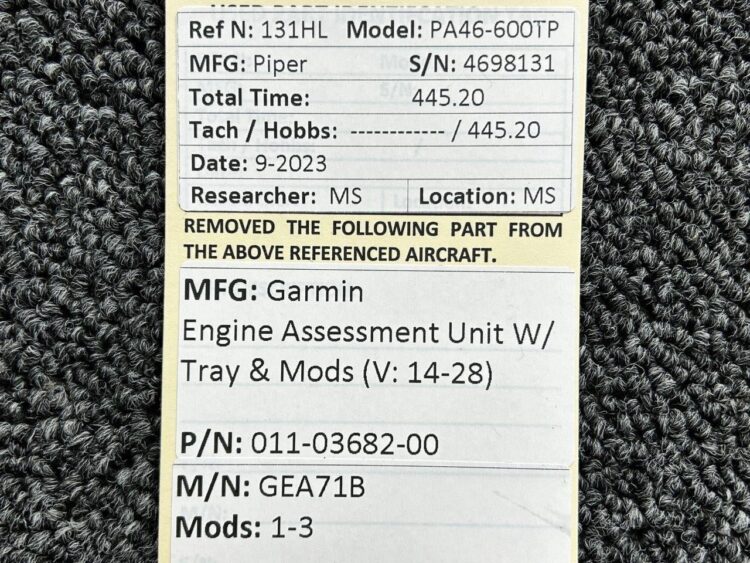 Ref N: 131HL Model: PA46-600TP
MFG: Piper S/N: 4698131
Total Time: 445.20
Tach / Hobbs: ------------ / 445.20
Date: 9-2023
Researcher: MS Location: MS
REMOVED THE FOLLOWING PART FROM
THE ABOVE REFERENCED AIRCRAFT.
MFG: Garmin
Engine Assessment Unit W/
Tray & Mods (V: 14-28)
P/N: 011-03682-00
M/N: GEA71B
Mods: 1-3